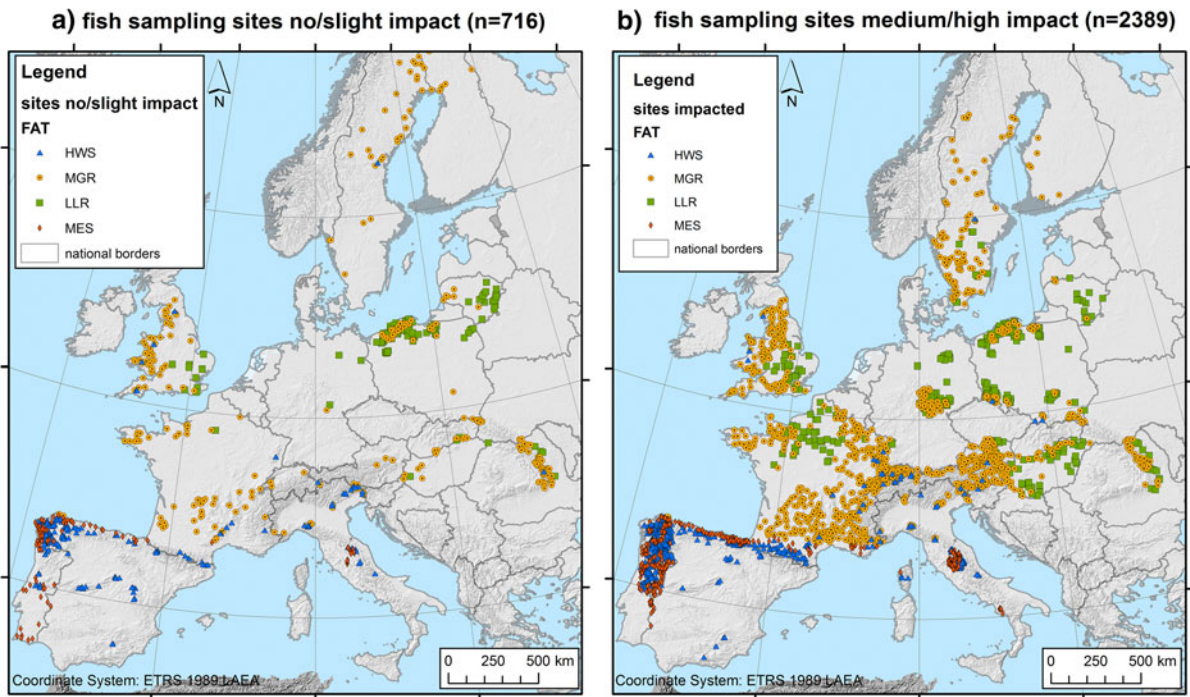 a) fish sampling sites no/slight impact (n=716)
Legend
sites no/slight impact
FAT
HWS
MGR
LLR
MES
national borders
N
0 250 500 km
Coordinate System: ETRS 1989 LAEA
b) fish sampling sites medium/high impact (n=2389)
Legend
sites impacted
FAT
HWS
MGR
LLR
MES
national borders
N
0 250 500 km
Coordinate System: ETRS 1989 LAEA